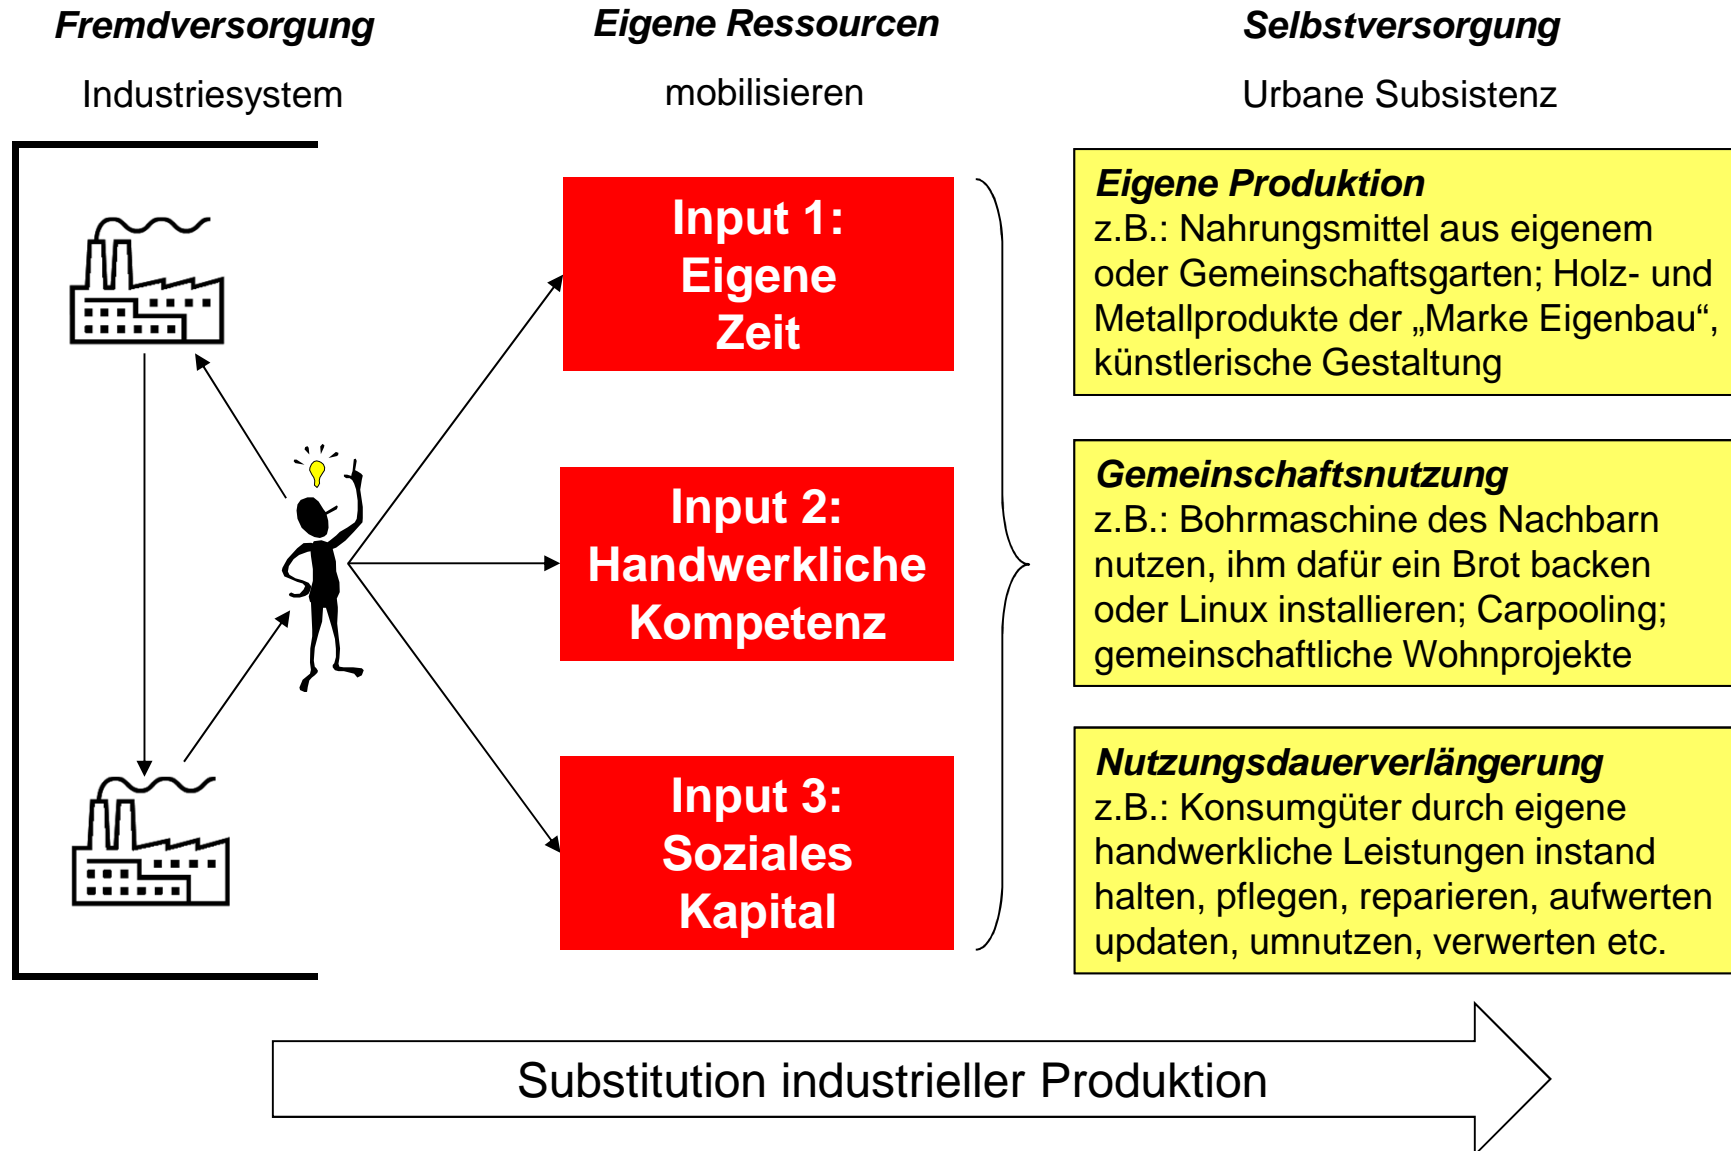 Fremdversorgung
Industriesystem
Eigene Ressourcen
mobilisieren
Selbstversorgung
Urbane Subsistenz
Input 1:
Eigene
Zeit
Input 2:
Handwerkliche
Kompetenz
Input 3:
Soziales
Kapital
Eigene Produktion
z.B.: Nahrungsmittel aus eigenem
oder Gemeinschaftsgarten; Holz- und
Metallprodukte der „Marke Eigenbau“,
künstlerische Gestaltung
Gemeinschaftsnutzung
z.B.: Bohrmaschine des Nachbarn
nutzen, ihm dafür ein Brot backen
oder Linux installieren; Carpooling;
gemeinschaftliche Wohnprojekte
Nutzungsdauerverlängerung
z.B.: Konsumgüter durch eigene
handwerkliche Leistungen instand
halten, pflegen, reparieren, aufwerten
updaten, umnutzen, verwerten etc.
Substitution industrieller Produktion